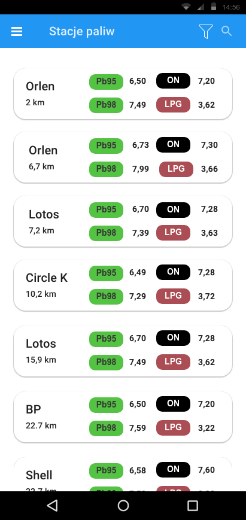 14:56
Stacje paliw
Orlen Pb95 6,50 ON 7,20
2 km Pb98 7,49 LPG 3,62
Orlen Pb95 6,73 ON 7,30
6,7 km Pb98 7,99 LPG 3,66
Lotos Pb95 6,70 ON 7,28
7,2 km Pb98 7,39 LPG 3,63
Circle K Pb95 6,49 ON 7,28
10,2 km Pb98 7,29 LPG 3,72
Lotos Pb95 6,70 ON 7,28
15,9 km Pb98 7,49 LPG 3,62
BP Pb95 6,50 ON 7,20
22.7 km Pb98 7,59 LPG 3,22
Shell Pb95 6,58 ON 7,60